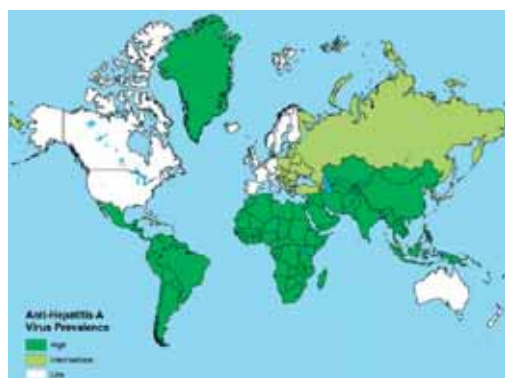 Anti-Hepatitis A
Virus Prevalence
High
Intermediate
Low